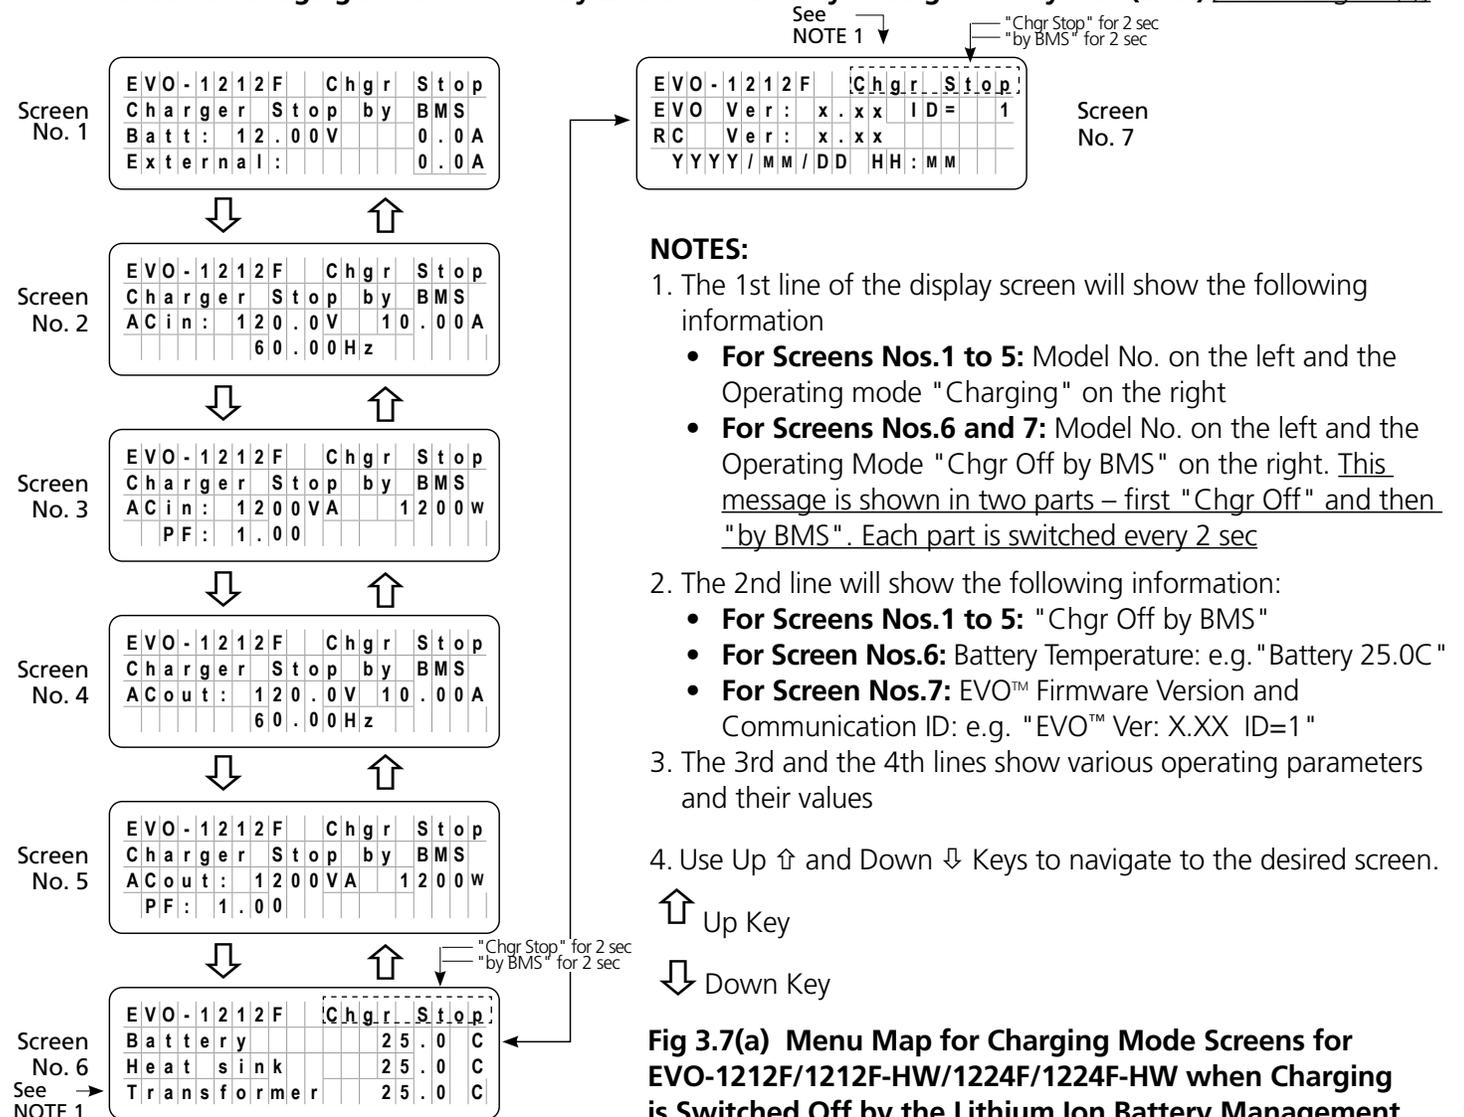 See
NOTE 1
"Chgr Stop" for 2 sec
"by BMS" for 2 sec
Screen
No. 1
EVO-1212F Chgr Stop
Charger Stop by BMS
Batt: 12.00V 0.0A
External: 0.0A
Screen
No. 2
EVO-1212F Chgr Stop
Charger Stop by BMS
ACin: 120.0V 10.00A
60.00Hz
Screen
No. 3
EVO-1212F Chgr Stop
Charger Stop by BMS
ACin: 1200VA 1200W
PF: 1.00
Screen
No. 4
EVO-1212F Chgr Stop
Charger Stop by BMS
ACout: 120.0V 10.00A
60.00Hz
Screen
No. 5
EVO-1212F Chgr Stop
Charger Stop by BMS
ACout: 1200VA 1200W
PF: 1.00
"Chgr Stop" for 2 sec
"by BMS" for 2 sec
Screen
No. 6
See
NOTE 1
EVO-1212F Chgr Stop
Battery 25.0 C
Heat sink 25.0 C
Transformer 25.0 C
EVO-1212F Chgr Stop
EVO Ver: x.xx ID= 1
RC Ver: x.xx
YYYY/MM/DD HH:MM
Screen
No. 7
NOTES:
1. The 1st line of the display screen will show the following
information
• For Screens Nos.1 to 5: Model No. on the left and the
Operating mode "Charging" on the right
• For Screens Nos.6 and 7: Model No. on the left and the
Operating Mode "Chgr Off by BMS" on the right. This
message is shown in two parts – first "Chgr Off" and then
"by BMS". Each part is switched every 2 sec
2. The 2nd line will show the following information:
• For Screens Nos.1 to 5: "Chgr Off by BMS"
• For Screen Nos.6: Battery Temperature: e.g."Battery 25.0C"
• For Screen Nos.7: EVO™ Firmware Version and
Communication ID: e.g. "EVO™ Ver: X.XX ID=1"
3. The 3rd and the 4th lines show various operating parameters
and their values
4. Use Up ⇧ and Down ⇩ Keys to navigate to the desired screen.
⇧ Up Key
⇩ Down Key
Fig 3.7(a) Menu Map for Charging Mode Screens for
EVO-1212F/1212F-HW/1224F/1224F-HW when Charging
is Switched Off by the Lithium Ion Battery Management